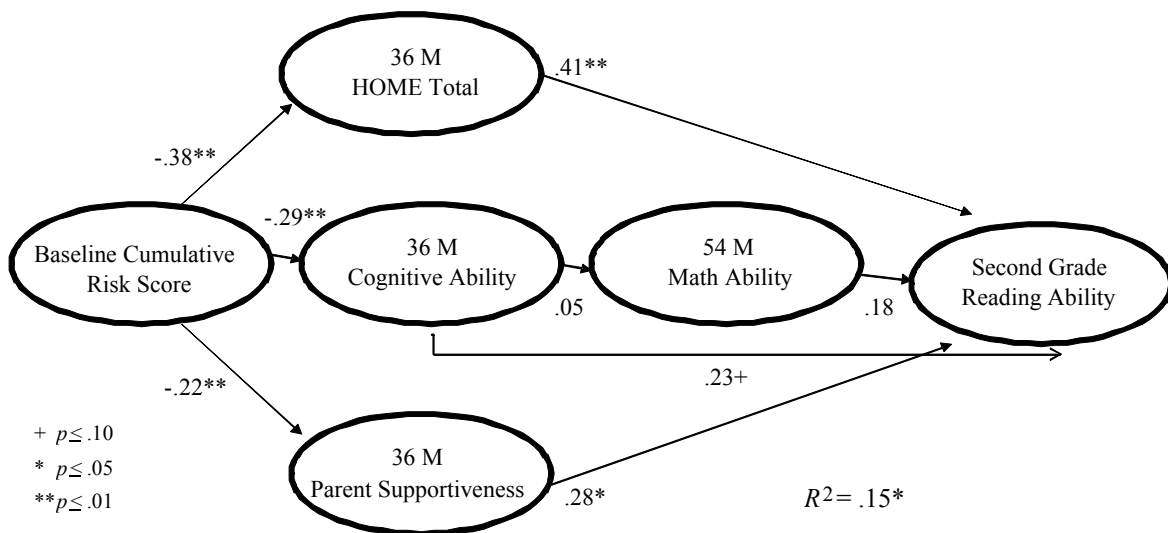 36 M
HOME Total
.41**
-.38**
-.29**
Baseline Cumulative
Risk Score
36 M
Cognitive Ability
54 M
Math Ability
Second Grade
Reading Ability
.05
.18
.23+
-.22**
+ p ≤ .10
* p ≤ .05
**p ≤ .01
36 M
Parent Supportiveness
.28*
R² = .15*